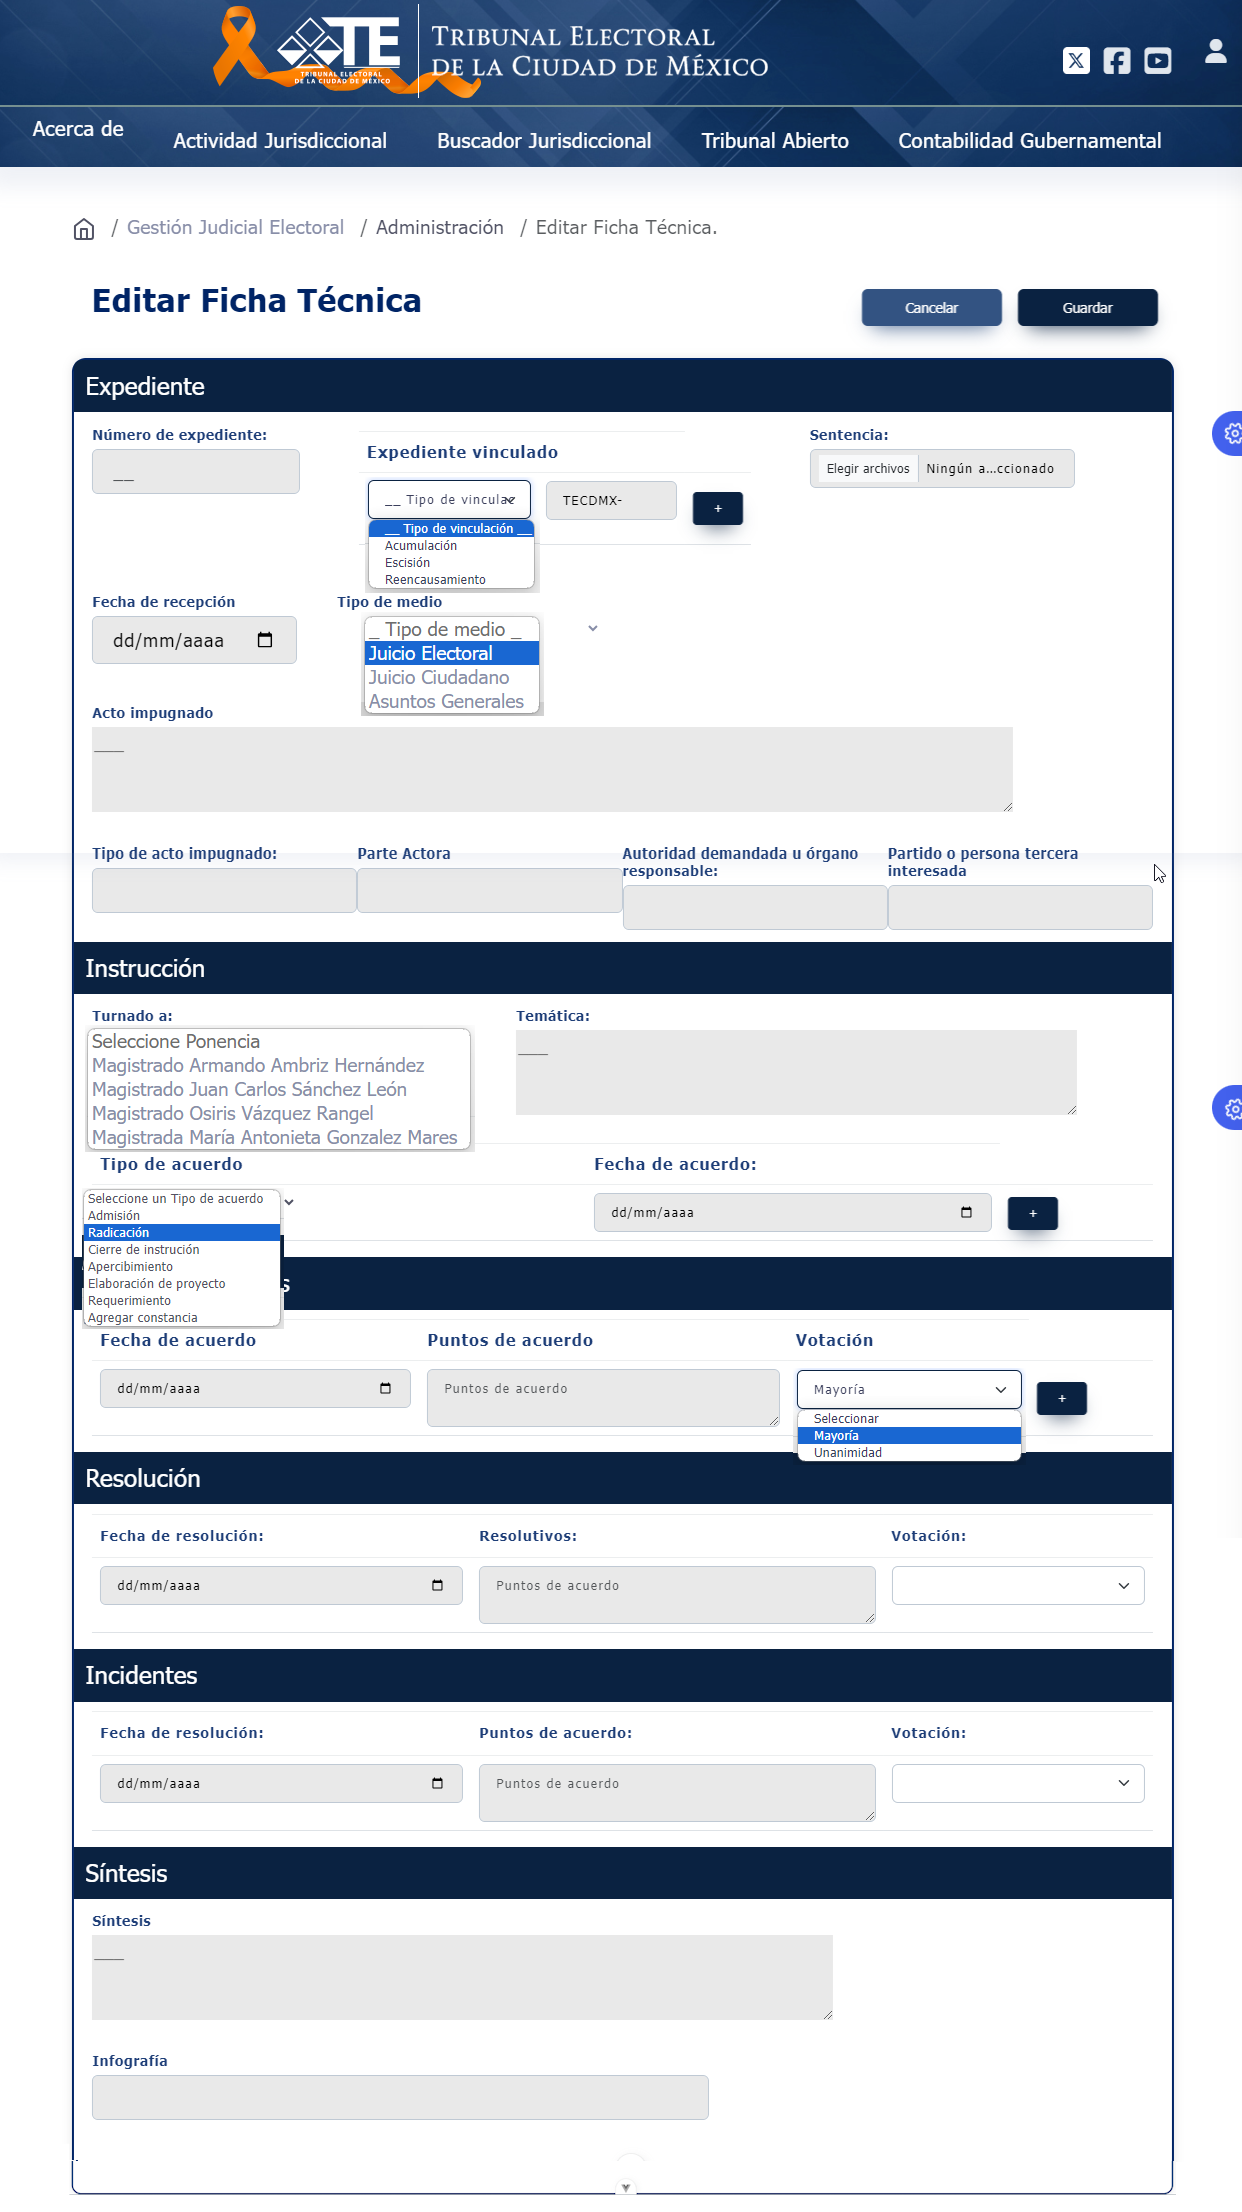 TE
TRIBUNAL ELECTORAL
DE LA CIUDAD DE MÉXICO
TRIBUNAL ELECTORAL
DE LA CIUDAD DE MÉXICO
Acerca de
Actividad Jurisdiccional
Buscador Jurisdiccional
Tribunal Abierto
Contabilidad Gubernamental
/ Gestión Judicial Electoral / Administración / Editar Ficha Técnica.
Editar Ficha Técnica
Cancelar
Guardar
Expediente
Número de expediente:
__
Expediente vinculado
__ Tipo de vinculac
TECDMX-
+
__ Tipo de vinculación __
Acumulación
Escisión
Reencausamiento
Sentencia:
Elegir archivos
Ningún a...ccionado
Fecha de recepción
dd/mm/aaaa
Tipo de medio
_ Tipo de medio _
Juicio Electoral
Juicio Ciudadano
Asuntos Generales
Acto impugnado
___
Tipo de acto impugnado:
Parte Actora
Autoridad demandada u órgano
responsable:
Partido o persona tercera
interesada
Instrucción
Turnado a:
Seleccione Ponencia
Magistrado Armando Ambriz Hernández
Magistrado Juan Carlos Sánchez León
Magistrado Osiris Vázquez Rangel
Magistrada María Antonieta Gonzalez Mares
Temática:
___
Tipo de acuerdo
Fecha de acuerdo:
Seleccione un Tipo de acuerdo
Admisión
Radicación
Cierre de instrución
Apercibimiento
Elaboración de proyecto
Requerimiento
Agregar constancia
dd/mm/aaaa
+
s
Fecha de acuerdo
Puntos de acuerdo
Votación
dd/mm/aaaa
Puntos de acuerdo
Mayoría
+
Seleccionar
Mayoría
Unanimidad
Resolución
Fecha de resolución:
Resolutivos:
Votación:
dd/mm/aaaa
Puntos de acuerdo
Incidentes
Fecha de resolución:
Puntos de acuerdo:
Votación:
dd/mm/aaaa
Puntos de acuerdo
Síntesis
Síntesis
___
Infografía